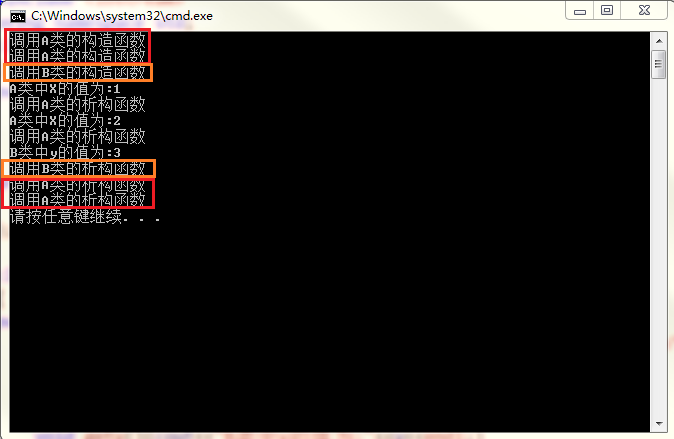 C:\Windows\system32\cmd.exe
调用A类的构造函数
调用A类的构造函数
调用B类的构造函数
A类中X的值为:1
调用A类的析构函数
A类中X的值为:2
调用A类的析构函数
B类中y的值为:3
调用B类的析构函数
调用A类的析构函数
调用A类的析构函数
请按任意键继续. . .